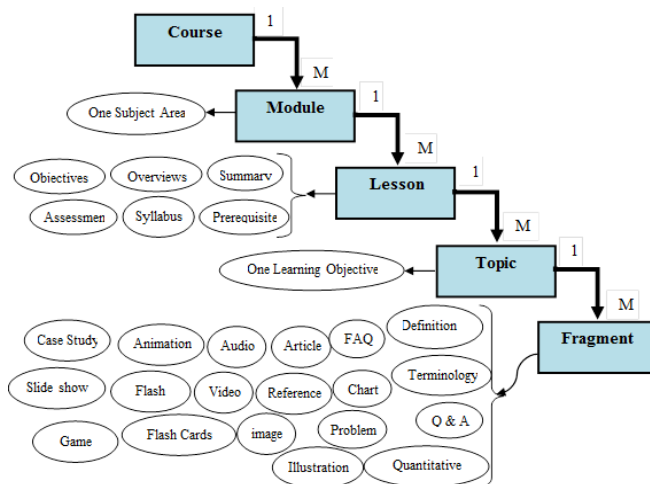 Course
1
M
Module
1
One Subject Area
M
Lesson
1
Objectives
Overviews
Summary
Assessmen
Syllabus
Prerequisite
M
Topic
1
One Learning Objective
M
Fragment
Case Study
Animation
Audio
Article
FAQ
Definition
Slide show
Flash
Video
Reference
Chart
Terminology
Game
Flash Cards
image
Problem
Q & A
Illustration
Quantitative